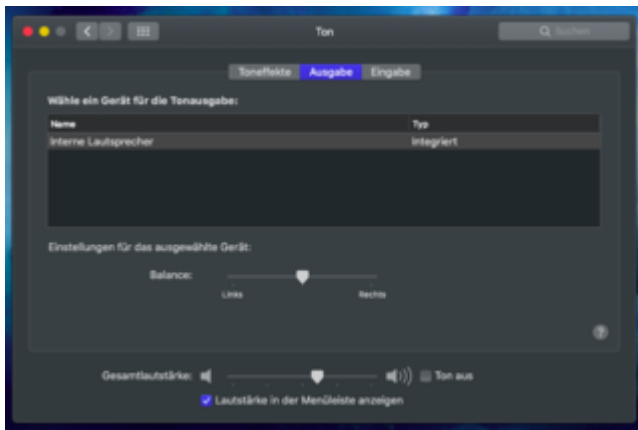 Ton
Suchen
Toneffekte Ausgabe Eingabe
Wähle ein Gerät für die Tonausgabe:
Name Typ
Interne Lautsprecher Integriert
Einstellungen für das ausgewählte Gerät:
Balance:
Links Rechts
?
Gesamtlautstärke: Ton aus
Lautstärke in der Menüleiste anzeigen